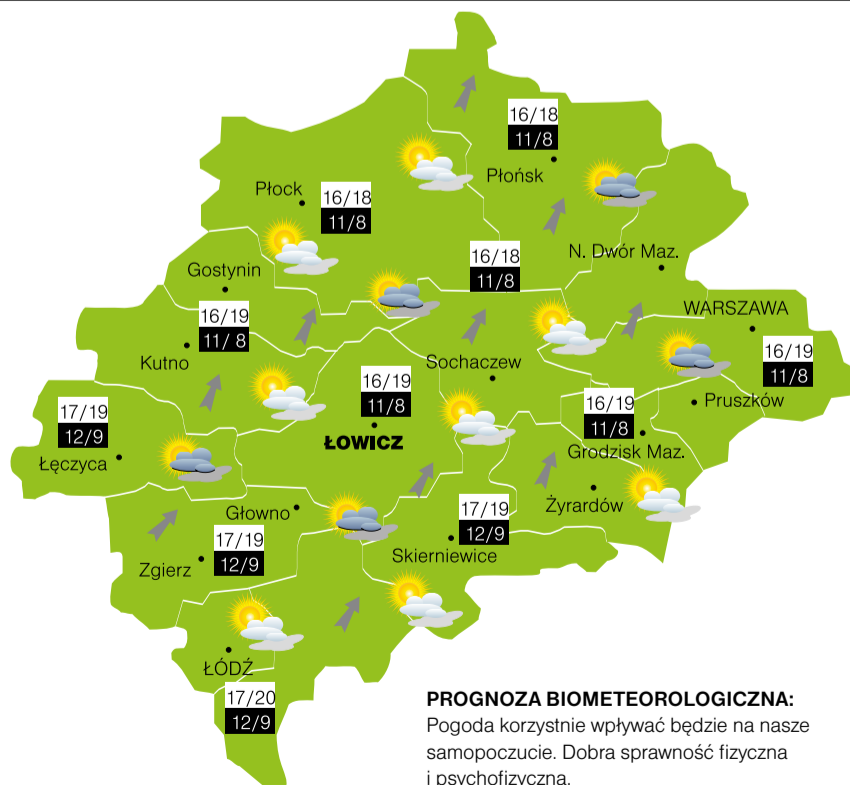 16/18
11/8
Płońsk
Płock
16/18
11/8
N. Dwór Maz.
16/18
11/8
Gostynin
WARSZAWA
16/19
11/ 8
Kutno
16/19
11/8
Sochaczew
16/19
11/8
ŁOWICZ
Pruszków
16/19
11/8
Grodzisk Maz.
17/19
12/9
Łęczyca
Żyrardów
Głowno
17/19
12/9
Skierniewice
17/19
12/9
Zgierz
ŁÓDŹ
17/20
12/9
PROGNOZA BIOMETEOROLOGICZNA:
Pogoda korzystnie wpływać będzie na nasze
samopoczucie. Dobra sprawność fizyczna
i psychofizyczna.